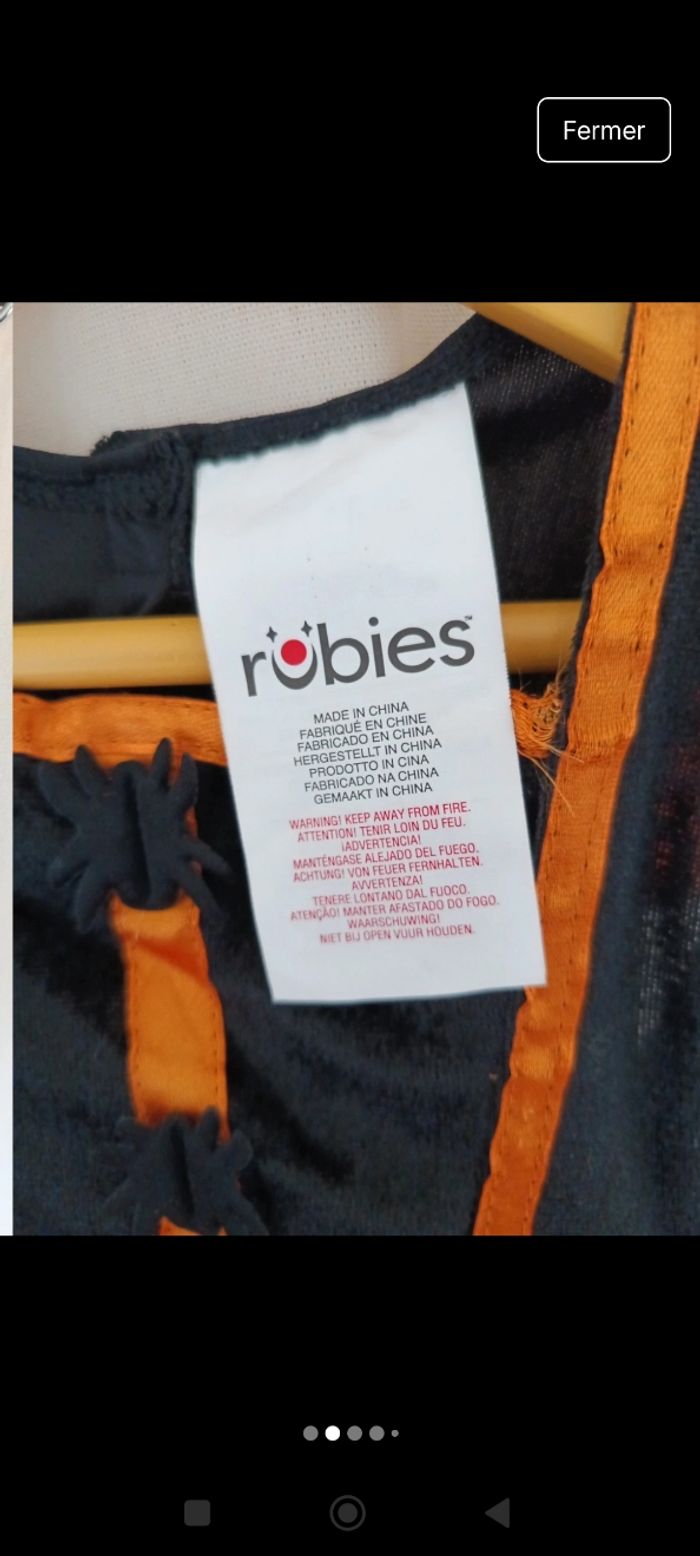 Fermer
rubies™
MADE IN CHINA
FABRIQUÉ EN CHINE
FABRICADO EN CHINA
HERGESTELLT IN CHINA
PRODOTTO IN CINA
FABRICADO NA CHINA
GEMAAKT IN CHINA
WARNING! KEEP AWAY FROM FIRE.
ATTENTION! TENIR LOIN DU FEU.
¡ADVERTENCIA!
MANTÉNGASE ALEJADO DEL FUEGO.
ACHTUNG! VON FEUER FERNHALTEN.
AVVERTENZA!
TENERE LONTANO DAL FUOCO.
ATENÇÃO! MANTER AFASTADO DO FOGO.
WAARSCHUWING!
NIET BIJ OPEN VUUR HOUDEN.